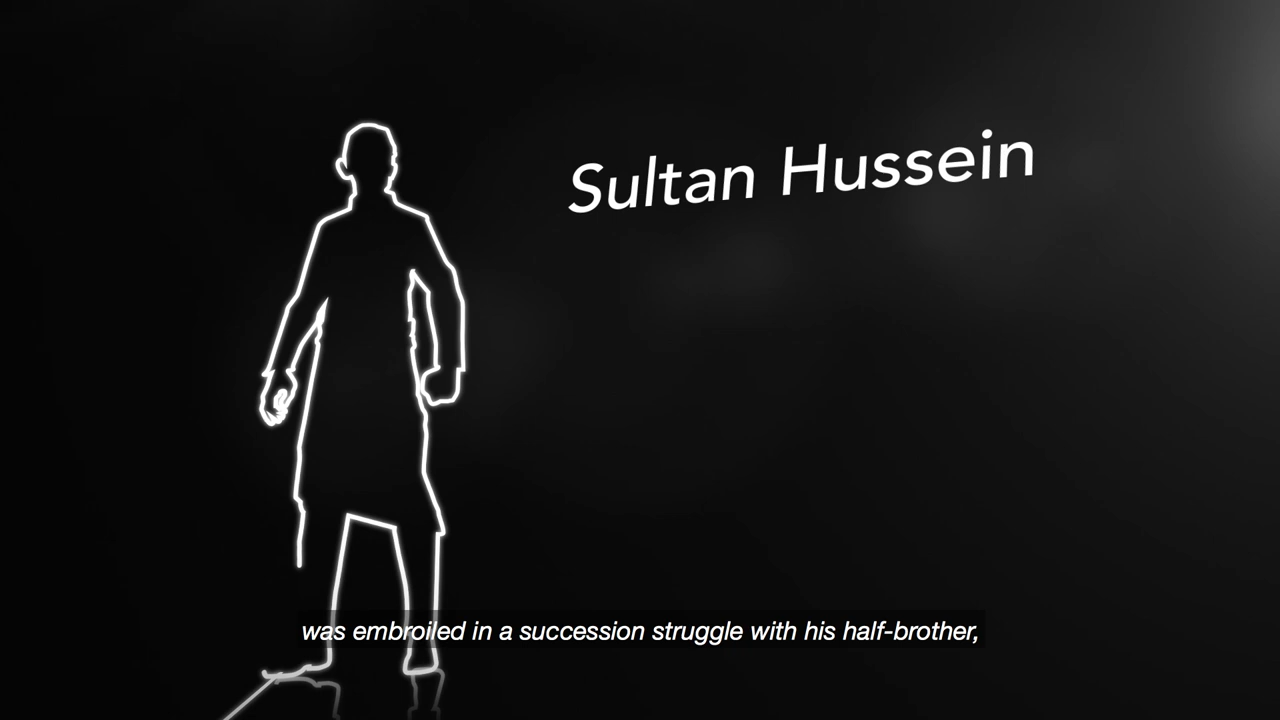 Sultan Hussein
was embroiled in a succession struggle with his half-brother,